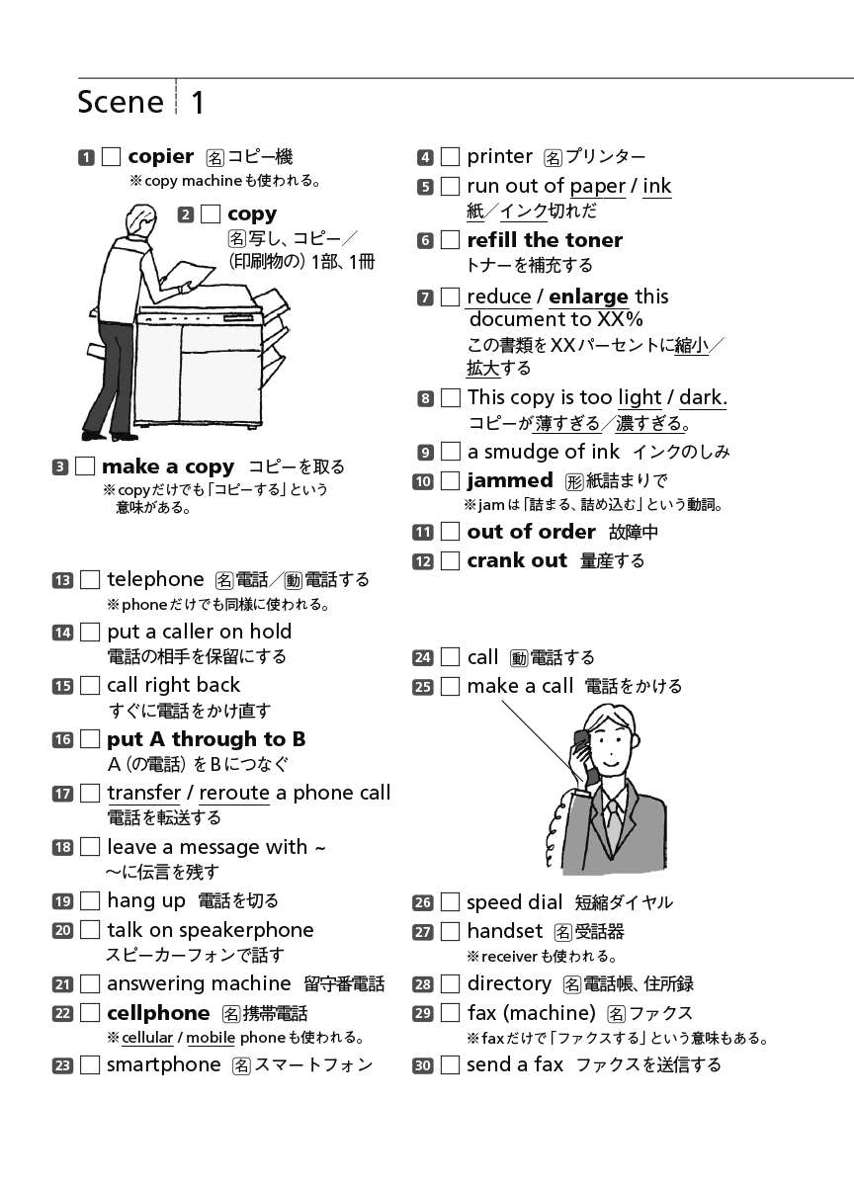 Scene 1
1 □ copier 名 コピー機
※copy machineも使われる。
2 □ copy
名 写し、コピー／
（印刷物の）1部、1冊
3 □ make a copy コピーを取る
※copyだけでも「コピーする」という
意味がある。
4 □ printer 名 プリンター
5 □ run out of paper / ink
紙／インク切れだ
6 □ refill the toner
トナーを補充する
7 □ reduce / enlarge this
document to XX%
この書類をXXパーセントに縮小／
拡大する
8 □ This copy is too light / dark.
コピーが薄すぎる／濃すぎる。
9 □ a smudge of ink インクのしみ
10 □ jammed 形 紙詰まりで
※jamは「詰まる、詰め込む」という動詞。
11 □ out of order 故障中
12 □ crank out 量産する
13 □ telephone 名 電話／動 電話する
※phoneだけでも同様に使われる。
14 □ put a caller on hold
電話の相手を保留にする
15 □ call right back
すぐに電話をかけ直す
16 □ put A through to B
A（の電話）をBにつなぐ
17 □ transfer / reroute a phone call
電話を転送する
18 □ leave a message with ~
～に伝言を残す
19 □ hang up 電話を切る
20 □ talk on speakerphone
スピーカーフォンで話す
21 □ answering machine 留守番電話
22 □ cellphone 名 携帯電話
※cellular / mobile phoneも使われる。
23 □ smartphone 名 スマートフォン
24 □ call 動 電話する
25 □ make a call 電話をかける
26 □ speed dial 短縮ダイヤル
27 □ handset 名 受話器
※receiverも使われる。
28 □ directory 名 電話帳、住所録
29 □ fax (machine) 名 ファクス
※faxだけで「ファクスする」という意味もある。
30 □ send a fax ファクスを送信する